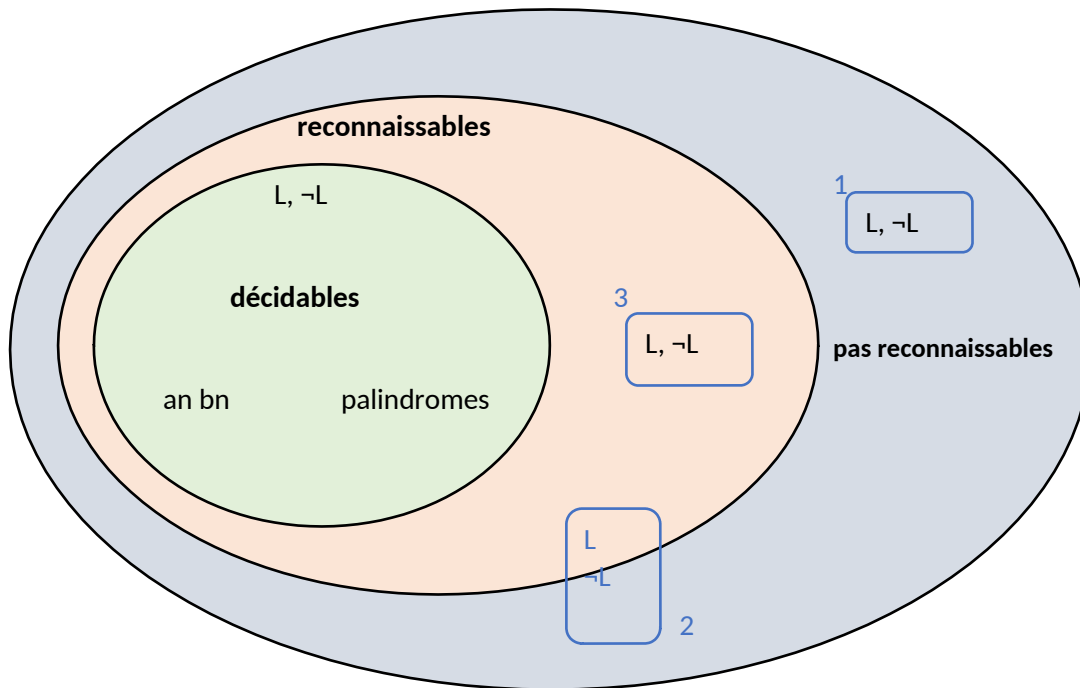 reconnaissables
L, ¬L
1
L, ¬L
décidables
3
L, ¬L
pas reconnaissables
an bn
palindromes
L
¬L
2